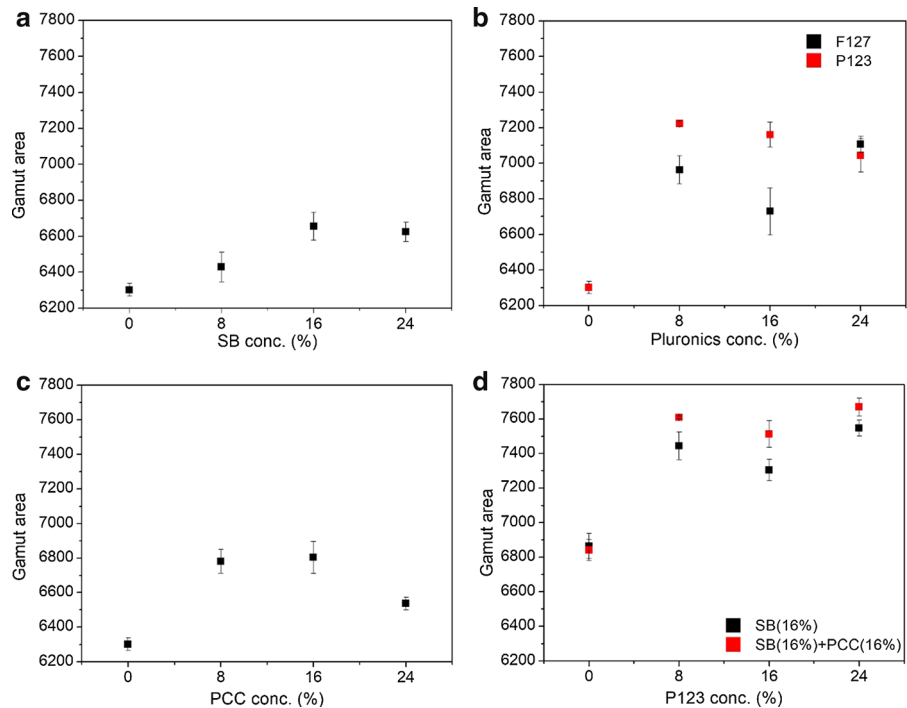 a
7800
7600
7400
7200
7000
6800
6600
6400
6200
Gamut area
0 8 16 24
SB conc. (%)
b
7800
7600
7400
7200
7000
6800
6600
6400
6200
Gamut area
F127
P123
0 8 16 24
Pluronics conc. (%)
c
7800
7600
7400
7200
7000
6800
6600
6400
6200
Gamut area
0 8 16 24
PCC conc. (%)
d
7800
7600
7400
7200
7000
6800
6600
6400
6200
Gamut area
SB(16%)
SB(16%)+PCC(16%)
0 8 16 24
P123 conc. (%)